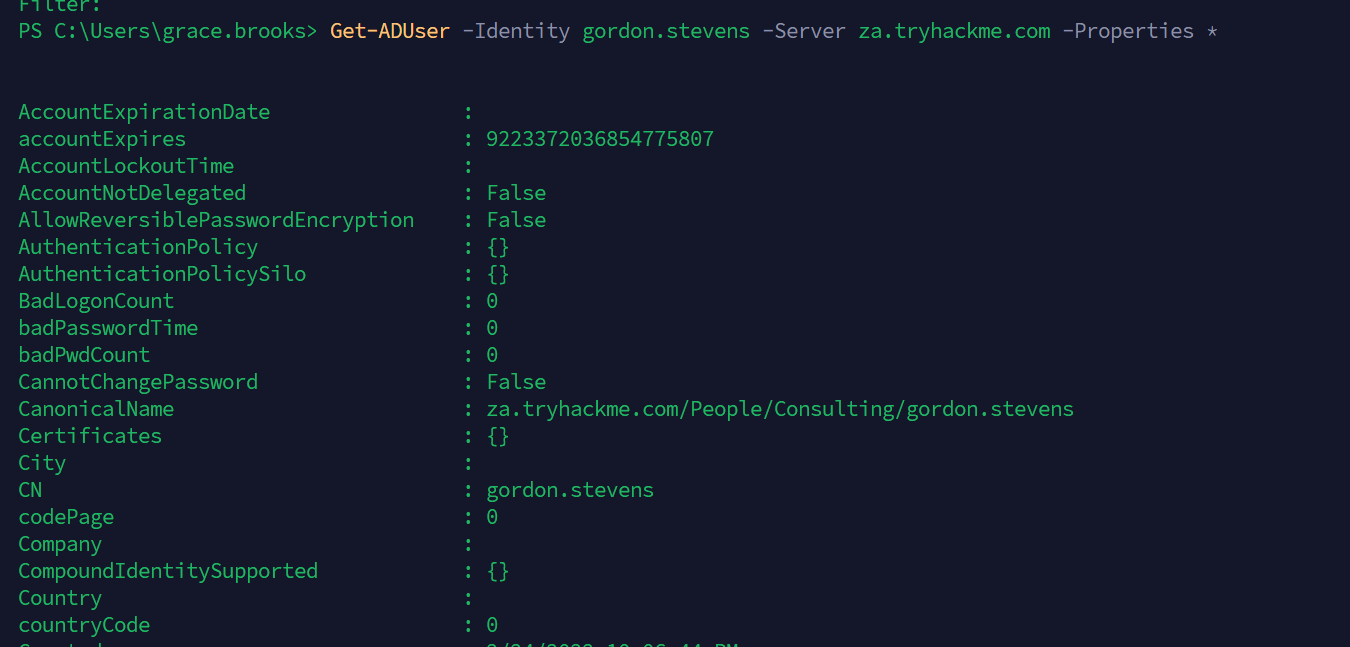 Filter:
PS C:\Users\grace.brooks> Get-ADUser -Identity gordon.stevens -Server za.tryhackme.com -Properties *
AccountExpirationDate :
accountExpires : 9223372036854775807
AccountLockoutTime :
AccountNotDelegated : False
AllowReversiblePasswordEncryption : False
AuthenticationPolicy : {}
AuthenticationPolicySilo : {}
BadLogonCount : 0
badPasswordTime : 0
badPwdCount : 0
CannotChangePassword : False
CanonicalName : za.tryhackme.com/People/Consulting/gordon.stevens
Certificates : {}
City :
CN : gordon.stevens
codePage : 0
Company :
CompoundIdentitySupported : {}
Country :
countryCode : 0